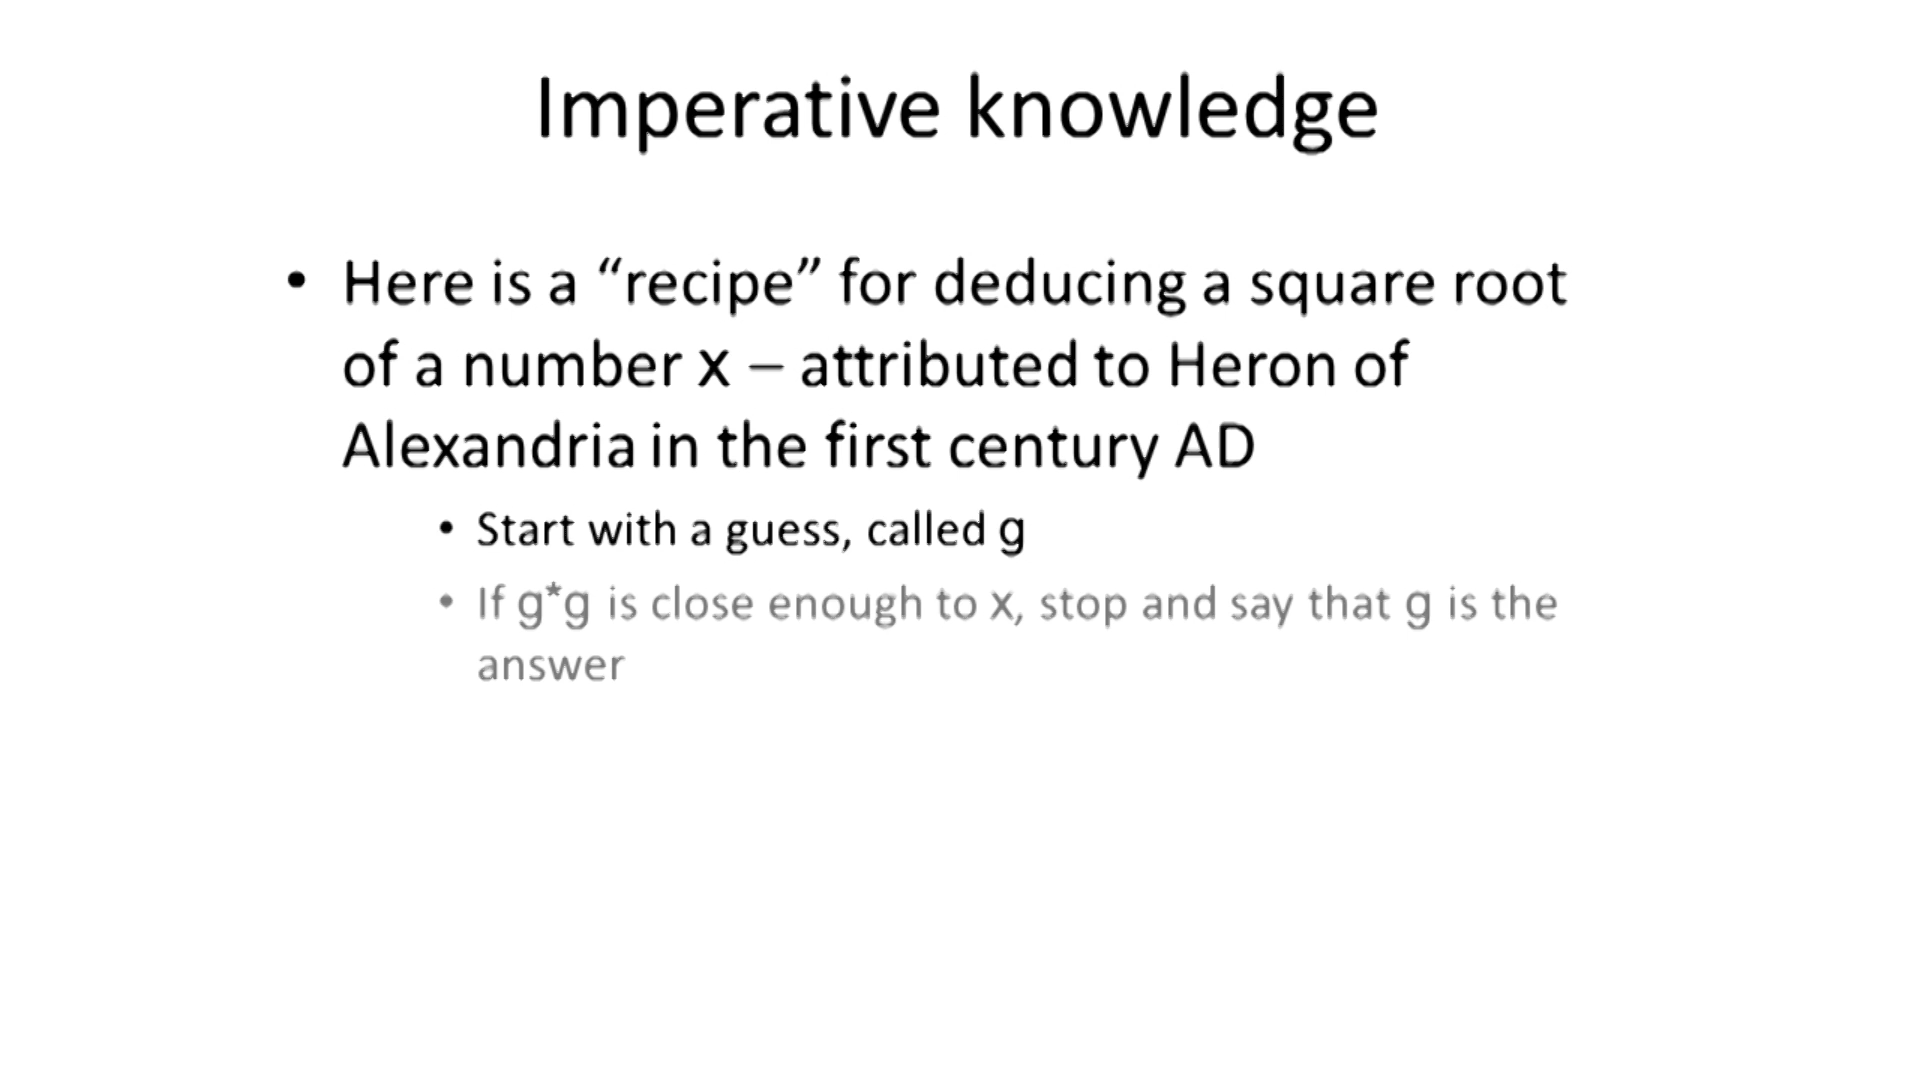 Imperative knowledge
• Here is a “recipe” for deducing a square root
of a number x – attributed to Heron of
Alexandria in the first century AD
• Start with a guess, called g
• If g*g is close enough to x, stop and say that g is the
answer